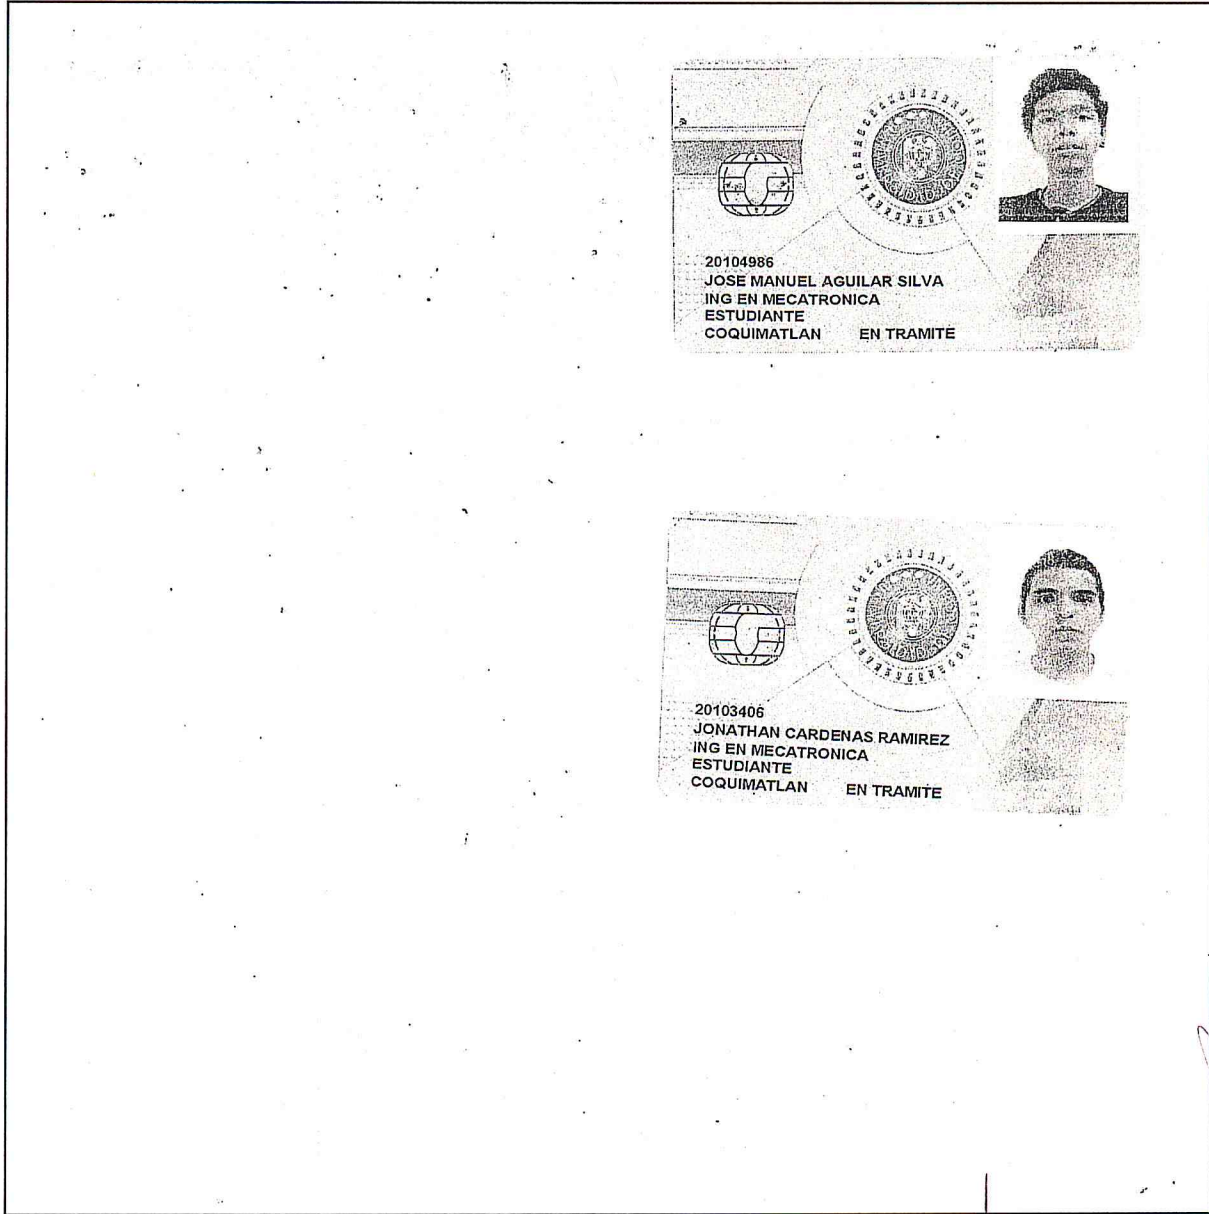 20104986
JOSE MANUEL AGUILAR SILVA
ING EN MECATRONICA
ESTUDIANTE
COQUIMATLAN EN TRAMITE
20103406
JONATHAN CARDENAS RAMIREZ
ING EN MECATRONICA
ESTUDIANTE
COQUIMATLAN EN TRAMITE